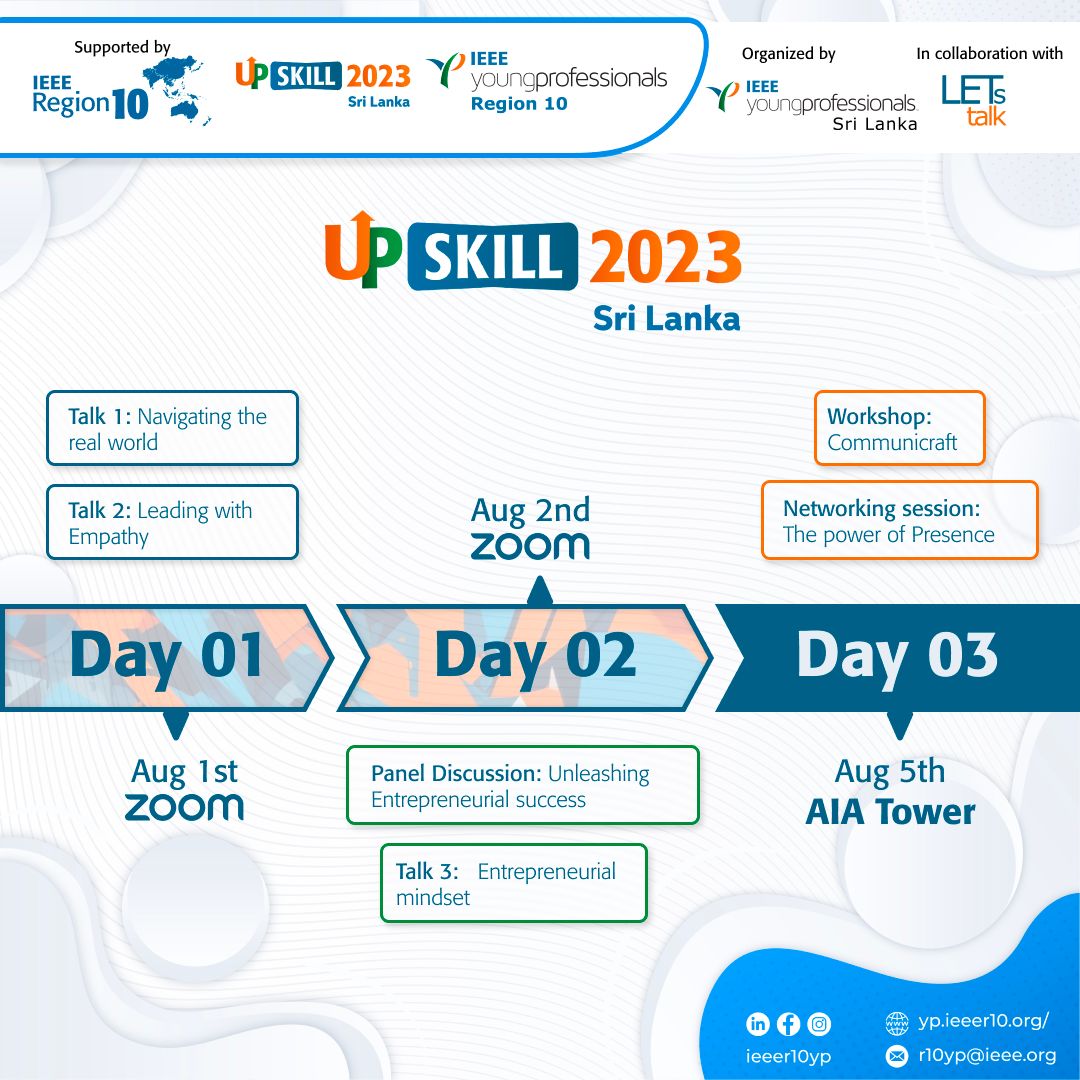 Supported by
IEEE
Region 10
UP SKILL 2023
Sri Lanka
IEEE
youngprofessionals
Region 10
Organized by
IEEE
youngprofessionals
Sri Lanka
In collaboration with
LETs
talk
UP SKILL 2023
Sri Lanka
Talk 1: Navigating the
real world
Talk 2: Leading with
Empathy
Aug 2nd
zoom
Workshop:
Communicraft
Networking session:
The power of Presence
Day 01
Day 02
Day 03
Aug 1st
zoom
Panel Discussion: Unleashing
Entrepreneurial success
Talk 3: Entrepreneurial
mindset
Aug 5th
AIA Tower
in f
ieeer10yp
www
yp.ieeer10.org/
r10yp@ieee.org